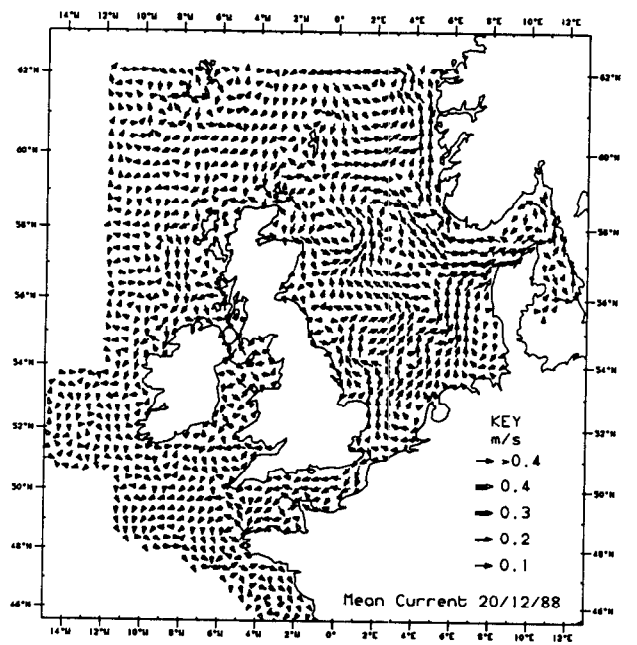 14°W 12°W 10°W 8°W 6°W 4°W 2°W 0° 2°E 4°E 6°E 8°E 10°E 12°E
62°N 62°N
60°N 60°N
58°N 58°N
56°N 56°N
54°N 54°N
52°N 52°N
50°N 50°N
48°N 48°N
46°N 46°N
KEY
m/s
>0.4
0.4
0.3
0.2
0.1
Mean Current 20/12/88
14°W 12°W 10°W 8°W 6°W 4°W 2°W 0° 2°E 4°E 6°E 8°E 10°E 12°E